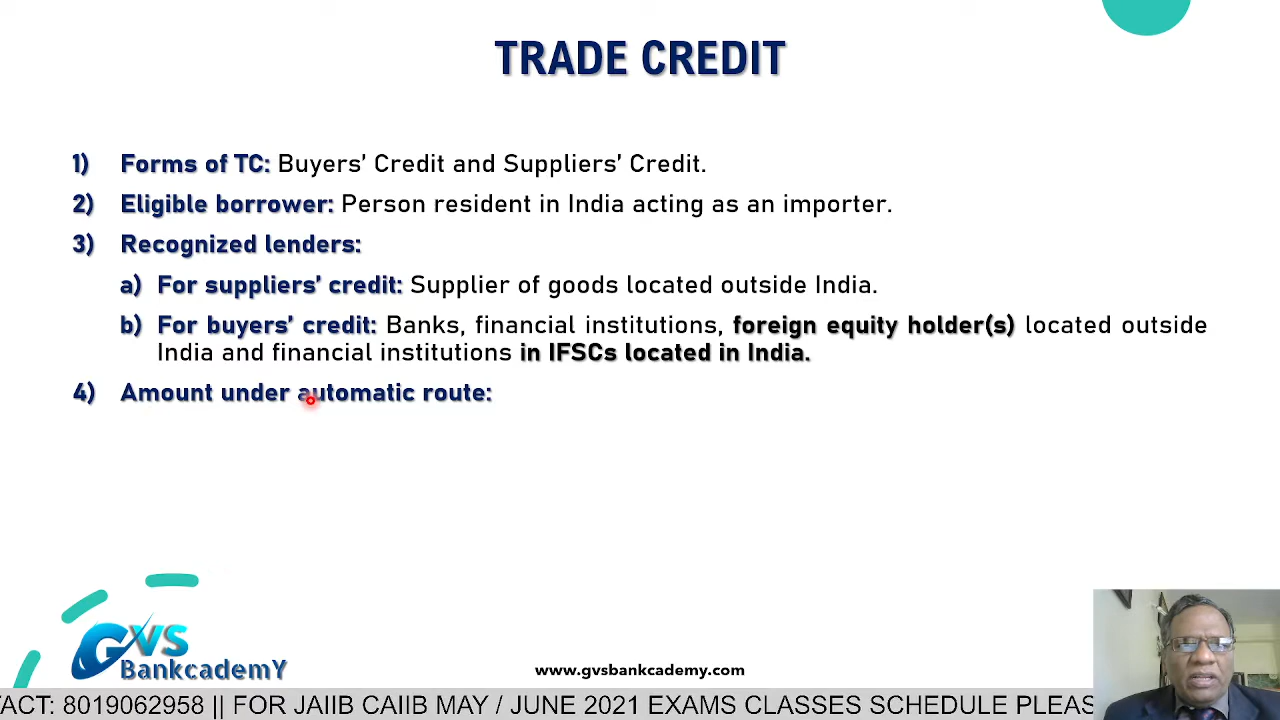 TRADE CREDIT
1) Forms of TC: Buyers' Credit and Suppliers' Credit.
2) Eligible borrower: Person resident in India acting as an importer.
3) Recognized lenders:
a) For suppliers' credit: Supplier of goods located outside India.
b) For buyers' credit: Banks, financial institutions, foreign equity holder(s) located outside
India and financial institutions in IFSCs located in India.
4) Amount under automatic route:
GVS
BankcademY
www.gvsbankcademy.com
TACT: 8019062958 || FOR JAIIB CAIIB MAY / JUNE 2021 EXAMS CLASSES SCHEDULE PLEAS